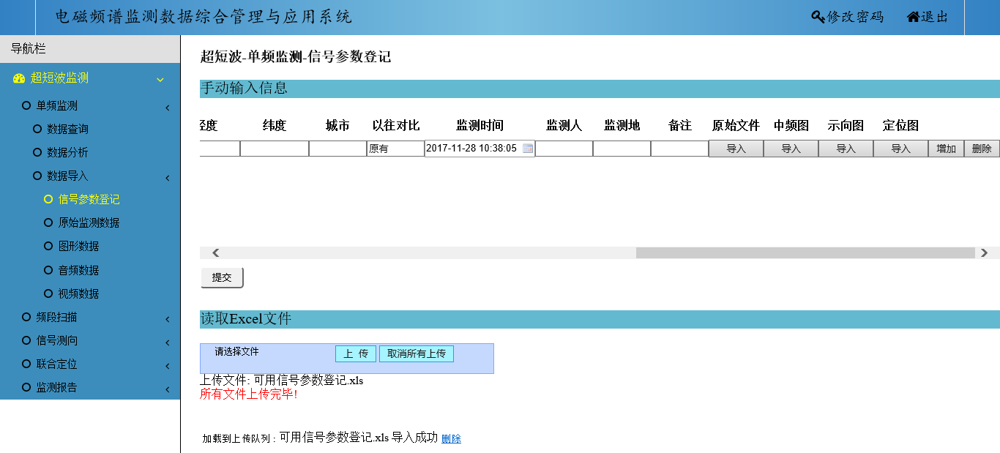 电磁频谱监测数据综合管理与应用系统 修改密码 退出
导航栏
超短波监测
单频监测
数据查询
数据分析
数据导入
信号参数登记
原始监测数据
图形数据
音频数据
视频数据
频段扫描
信号测向
联合定位
监测报告
超短波-单频监测-信号参数登记
手动输入信息
经度 纬度 城市 以往对比 监测时间 监测人 监测地 备注 原始文件 中频图 示向图 定位图
原有 2017-11-28 10:38:05 导入 导入 导入 导入 增加 删除
提交
读取Excel文件
请选择文件 上 传 取消所有上传
上传文件: 可用信号参数登记.xls
所有文件上传完毕!
加载到上传队列 : 可用信号参数登记.xls 导入成功 删除